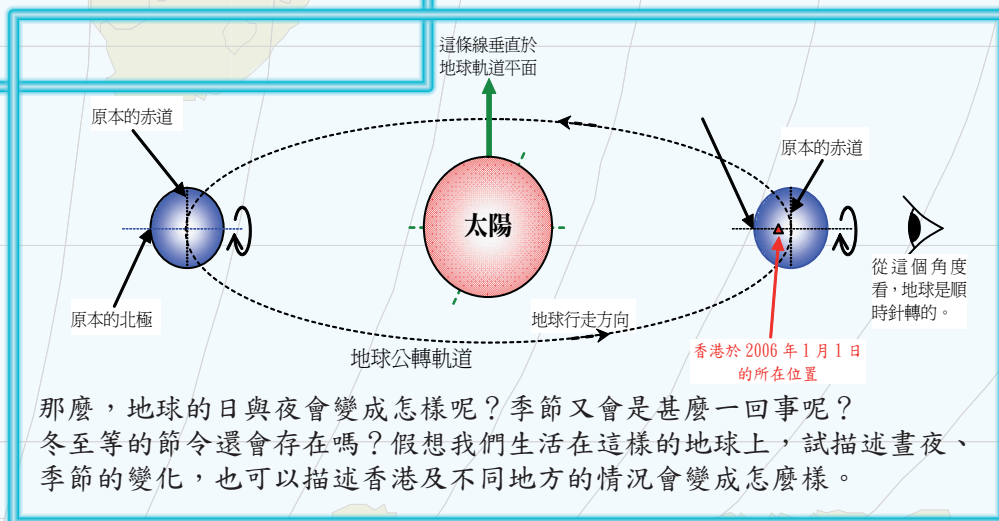 這條線垂直於
地球軌道平面
原本的赤道
原本的赤道
太陽
從這個角度
看，地球是順
時針轉的。
原本的北極
地球行走方向
地球公轉軌道
香港於 2006 年 1 月 1 日
的所在位置
那麼，地球的日與夜會變成怎樣呢？季節又會是甚麼一回事呢？
冬至等的節令還會存在嗎？假想我們生活在這樣的地球上，試描述晝夜、
季節的變化，也可以描述香港及不同地方的情況會變成怎麼樣。